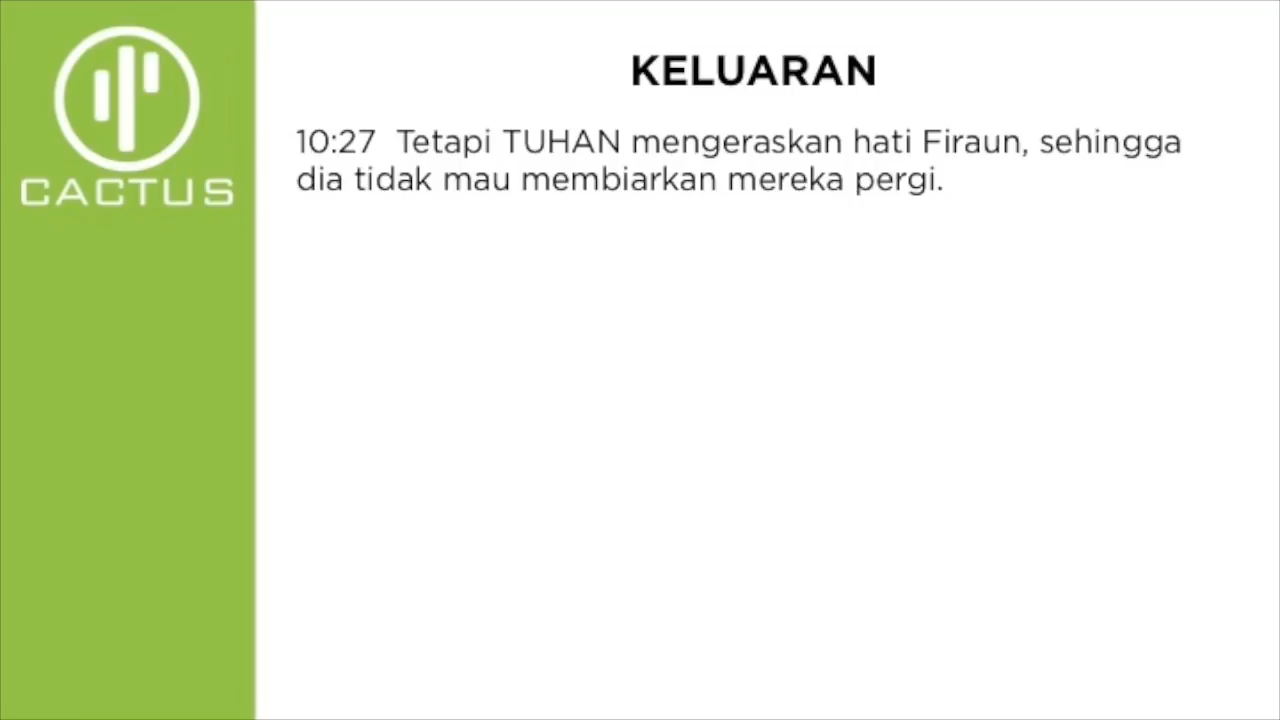 CACTUS
KELUARAN
10:27 Tetapi TUHAN mengeraskan hati Firaun, sehingga
dia tidak mau membiarkan mereka pergi.